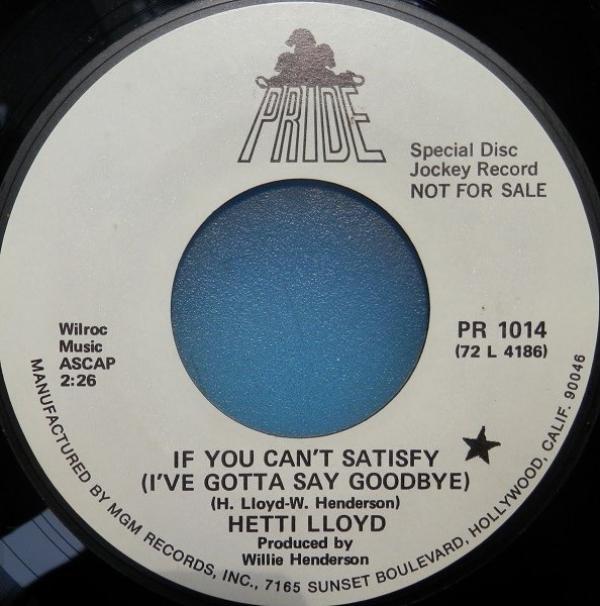 PRIDE
Special Disc
Jockey Record
NOT FOR SALE
Wilroc
Music
ASCAP
2:26
PR 1014
(72 L 4186)
IF YOU CAN'T SATISFY
(I'VE GOTTA SAY GOODBYE)
(H. Lloyd-W. Henderson)
HETTI LLOYD
Produced by
Willie Henderson
MANUFACTURED BY MGM RECORDS, INC., 7165 SUNSET BOULEVARD, HOLLYWOOD, CALIF. 90046